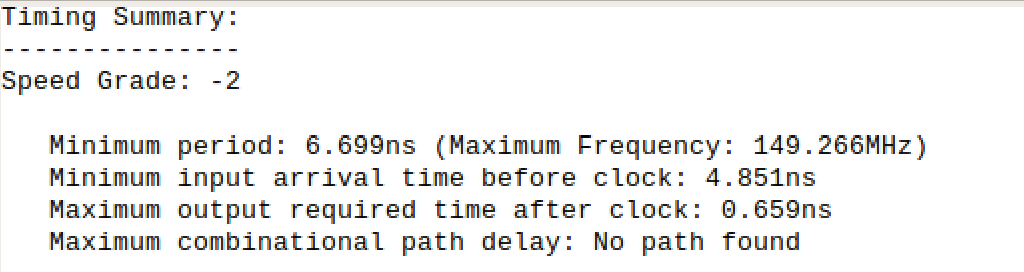 Timing Summary:
---------------
Speed Grade: -2
Minimum period: 6.699ns (Maximum Frequency: 149.266MHz)
Minimum input arrival time before clock: 4.851ns
Maximum output required time after clock: 0.659ns
Maximum combinational path delay: No path found